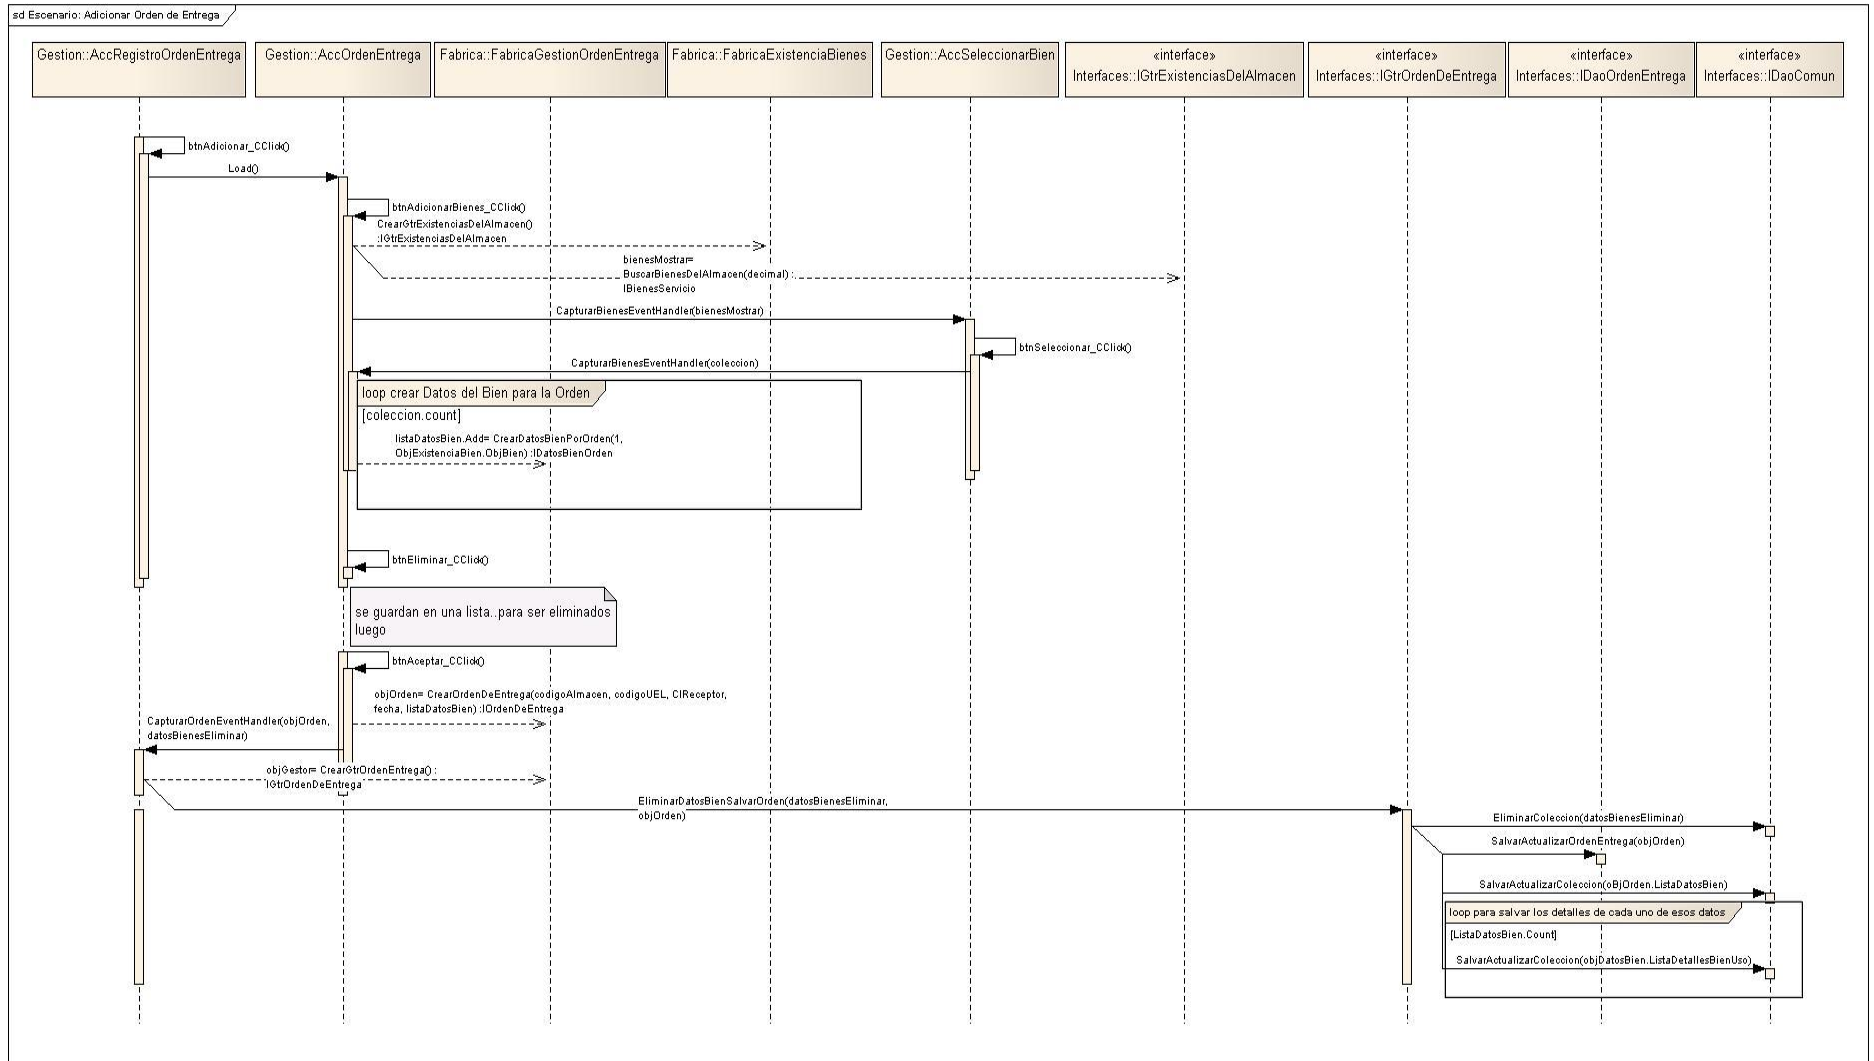 sd Escenario: Adicionar Orden de Entrega
Gestion::AccRegistroOrdenEntrega
Gestion::AccOrdenEntrega
Fabrica::FabricaGestionOrdenEntrega
Fabrica::FabricaExistenciaBienes
Gestion::AccSeleccionarBien
«interface»
Interfaces::IGtrExistenciasDelAlmacen
«interface»
Interfaces::IGtrOrdenDeEntrega
«interface»
Interfaces::IDaoOrdenEntrega
«interface»
Interfaces::IDaoComun
btnAdicionar_CClick()
Load()
btnAdicionarBienes_CClick()
CrearGtrExistenciasDelAlmacen()
:IGtrExistenciasDelAlmacen
bienesMostrar=
BuscarBienesDelAlmacen(decimal) :
IBienesServicio
CapturarBienesEventHandler(bienesMostrar)
btnSeleccionar_CClick()
CapturarBienesEventHandler(coleccion)
loop crear Datos del Bien para la Orden
[coleccion.count]
listaDatosBien.Add= CrearDatosBienPorOrden(1,
ObjExistenciaBien.ObjBien) :IDatosBienOrden
btnEliminar_CClick()
se guardan en una lista..para ser eliminados
luego
btnAceptar_CClick()
objOrden= CrearOrdenDeEntrega(codigoAlmacen, codigoUEL, CIReceptor,
fecha, listaDatosBien) :IOrdenDeEntrega
CapturarOrdenEventHandler(objOrden,
datosBienesEliminar)
objGestor= CrearGtrOrdenEntrega() :
IGtrOrdenDeEntrega
EliminarDatosBienSalvarOrden(datosBienesEliminar,
objOrden)
EliminarColeccion(datosBienesEliminar)
SalvarActualizarOrdenEntrega(objOrden)
SalvarActualizarColeccion(oBjOrden.ListaDatosBien)
loop para salvar los detalles de cada uno de esos datos
[ListaDatosBien.Count]
SalvarActualizarColeccion(objDatosBien.ListaDetallesBienUso)